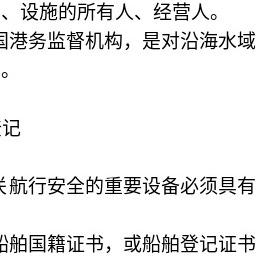 、设施的所有人、经营人。
国港务监督机构，是对沿海水域
。
记
关航行安全的重要设备必须具有
船舶国籍证书，或船舶登记证书